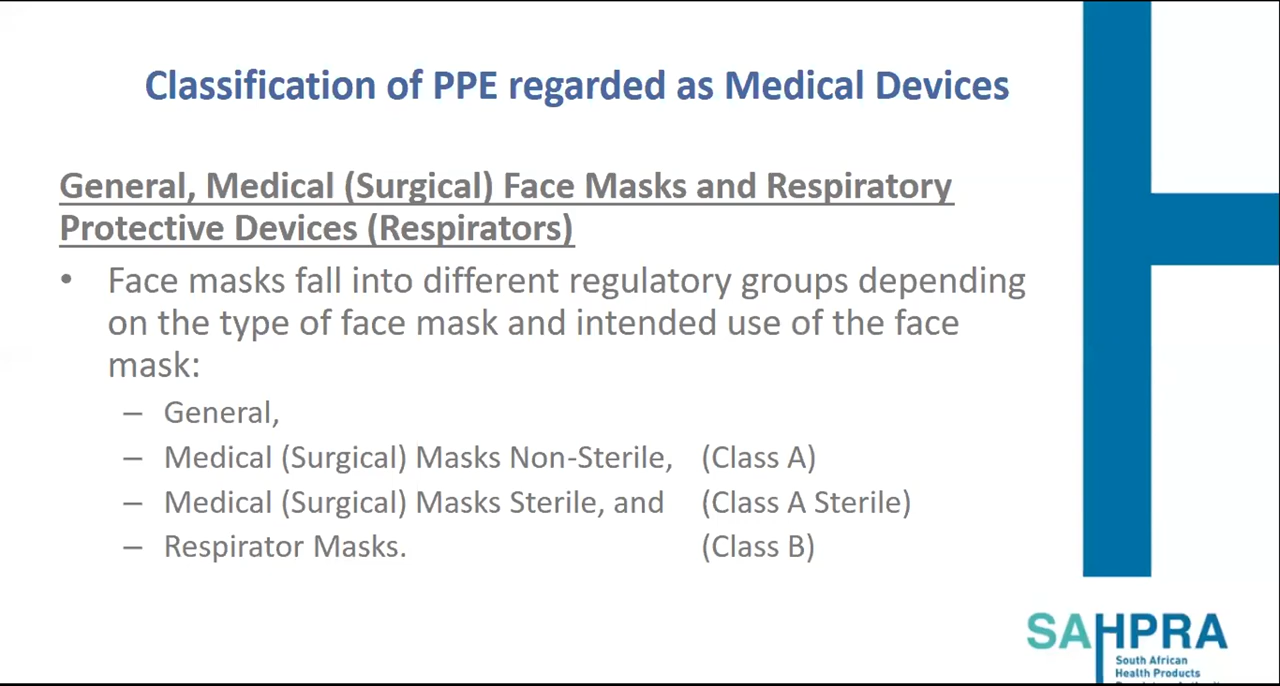 Classification of PPE regarded as Medical Devices
General, Medical (Surgical) Face Masks and Respiratory
Protective Devices (Respirators)
• Face masks fall into different regulatory groups depending
on the type of face mask and intended use of the face
mask:
– General,
– Medical (Surgical) Masks Non-Sterile, (Class A)
– Medical (Surgical) Masks Sterile, and (Class A Sterile)
– Respirator Masks. (Class B)
SAHPRA
South African
Health Products